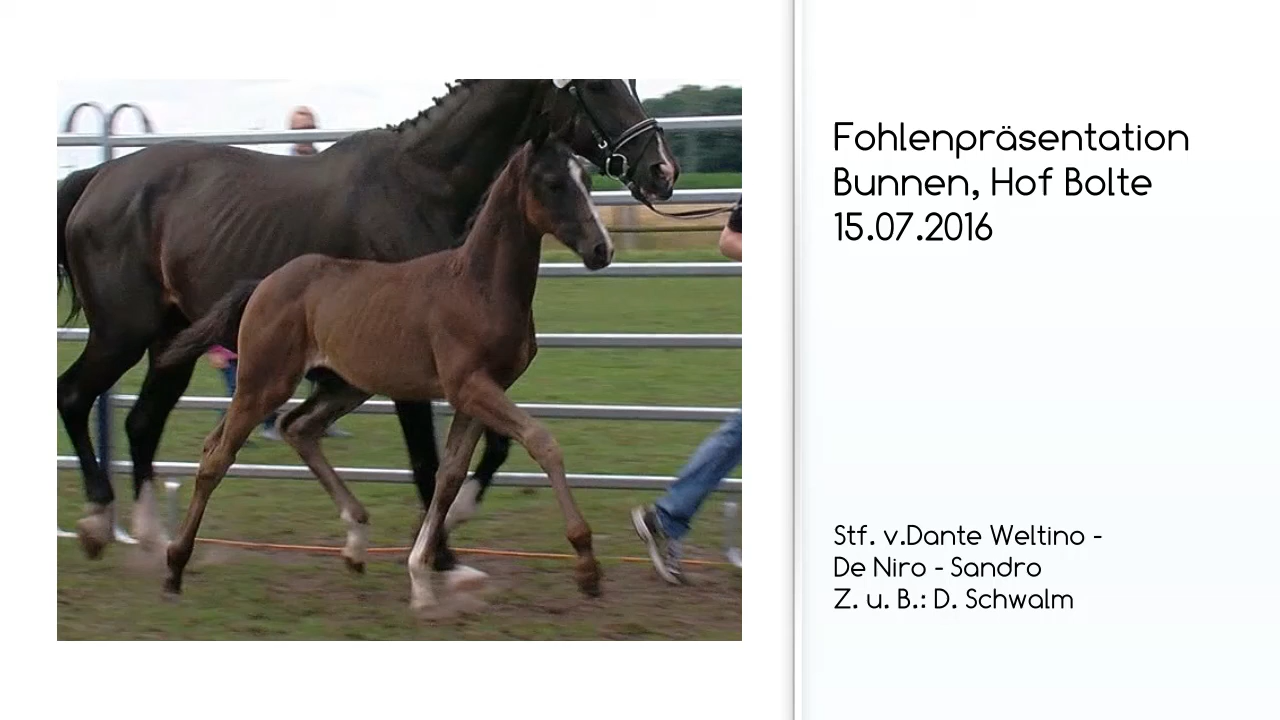 Fohlenpräsentation
Bunnen, Hof Bolte
15.07.2016
Stf. v.Dante Weltino -
De Niro - Sandro
Z. u. B.: D. Schwalm